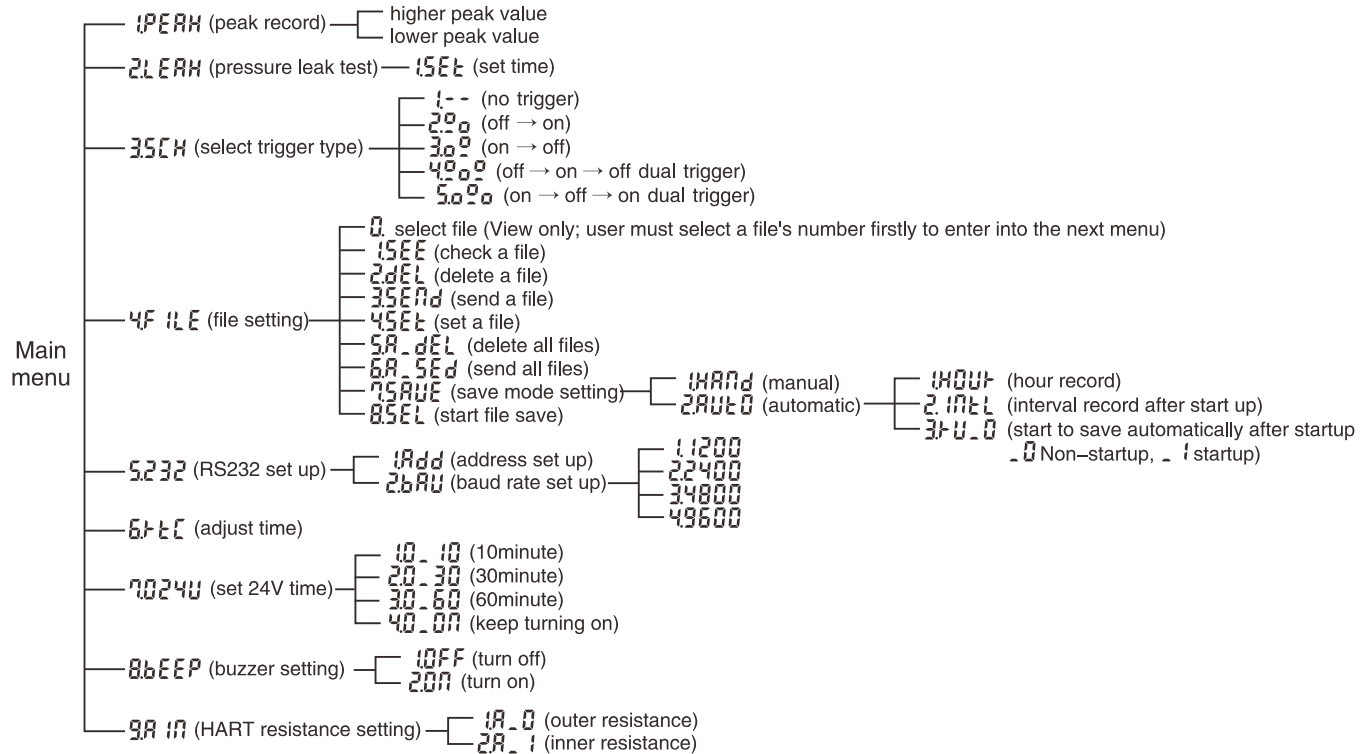 1.PEAK (peak record)
higher peak value
lower peak value
2.LEAK (pressure leak test) 1.SEt (set time)
1.-- (no trigger)
2.ºo (off → on)
3.oº (on → off)
4.ºoº (off → on → off dual trigger)
5.oºo (on → off → on dual trigger)
3.SCH (select trigger type)
0. select file (View only; user must select a file's number firstly to enter into the next menu)
1.SEE (check a file)
2.dEL (delete a file)
3.SEnd (send a file)
4.SEt (set a file)
5.A_dEL (delete all files)
6.A_SEd (send all files)
7.SAUE (save mode setting)
8.SEL (start file save)
4.FILE (file setting)
1.HAnd (manual)
2.AUtO (automatic)
1.HOUr (hour record)
2.IntL (interval record after start up)
3.rU_0 (start to save automatically after startup
_0 Non–startup, _1 startup)
Main
menu
5.232 (RS232 set up)
1.Add (address set up)
2.bAU (baud rate set up)
1.1200
2.2400
3.4800
4.9600
6.rtC (adjust time)
7.024U (set 24V time)
1.0_10 (10minute)
2.0_30 (30minute)
3.0_60 (60minute)
4.0_0n (keep turning on)
8.bEEP (buzzer setting)
1.OFF (turn off)
2.On (turn on)
9.AIn (HART resistance setting)
1.A_0 (outer resistance)
2.A_1 (inner resistance)